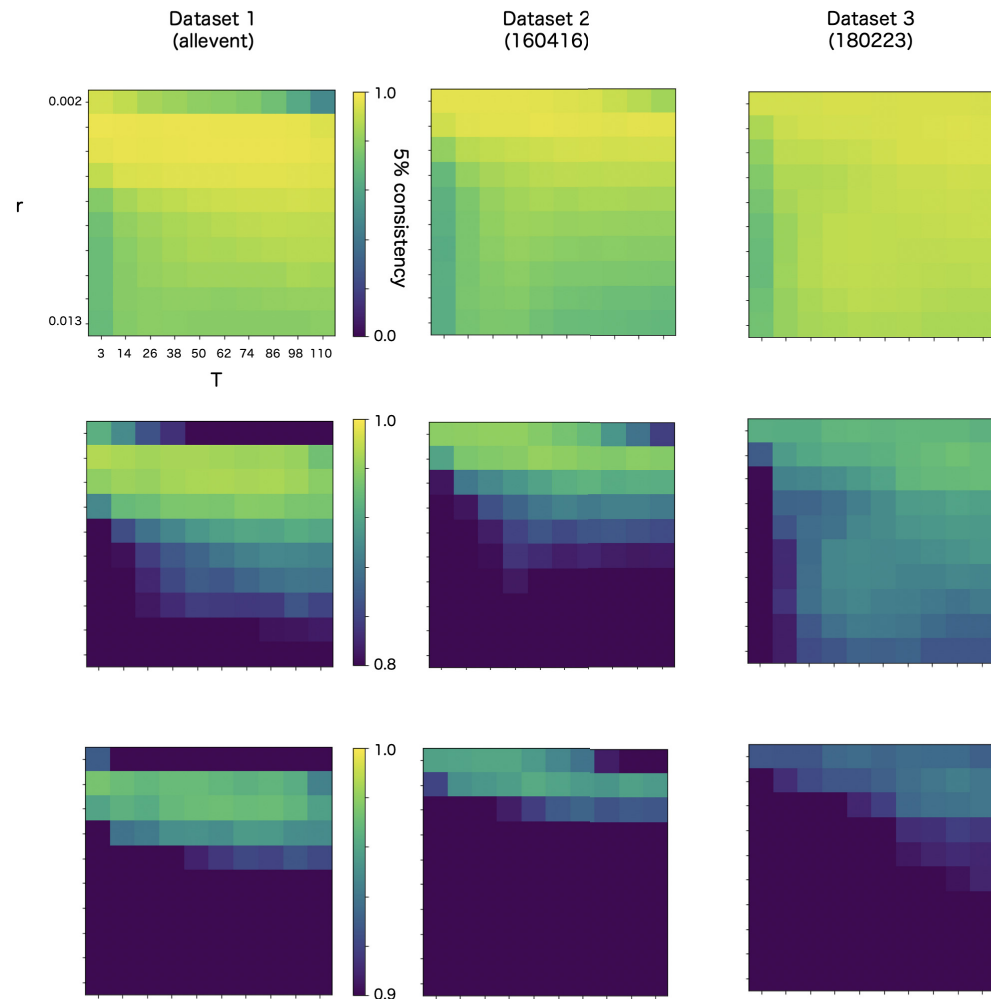 Dataset 1
(allevent)
Dataset 2
(160416)
Dataset 3
(180223)
0.002
r
0.013
3 14 26 38 50 62 74 86 98 110
T
1.0
5% consistency
0.0
1.0
0.8
1.0
0.9